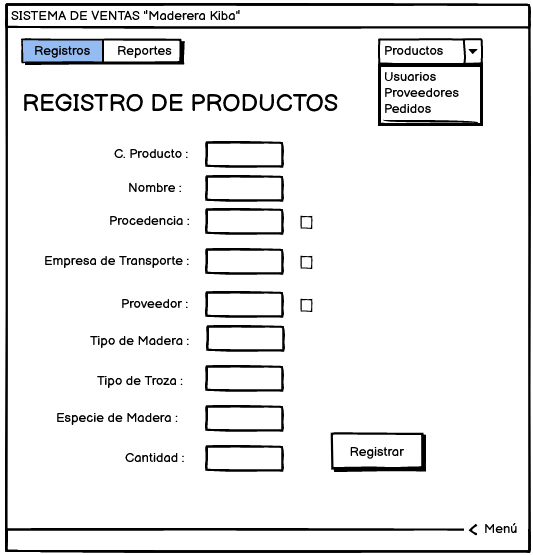 SISTEMA DE VENTAS "Maderera Kiba"
Registros Reportes
Productos
Usuarios
Proveedores
Pedidos
REGISTRO DE PRODUCTOS
C. Producto :
Nombre :
Procedencia :
Empresa de Transporte :
Proveedor :
Tipo de Madera :
Tipo de Troza :
Especie de Madera :
Cantidad :
Registrar
< Menú